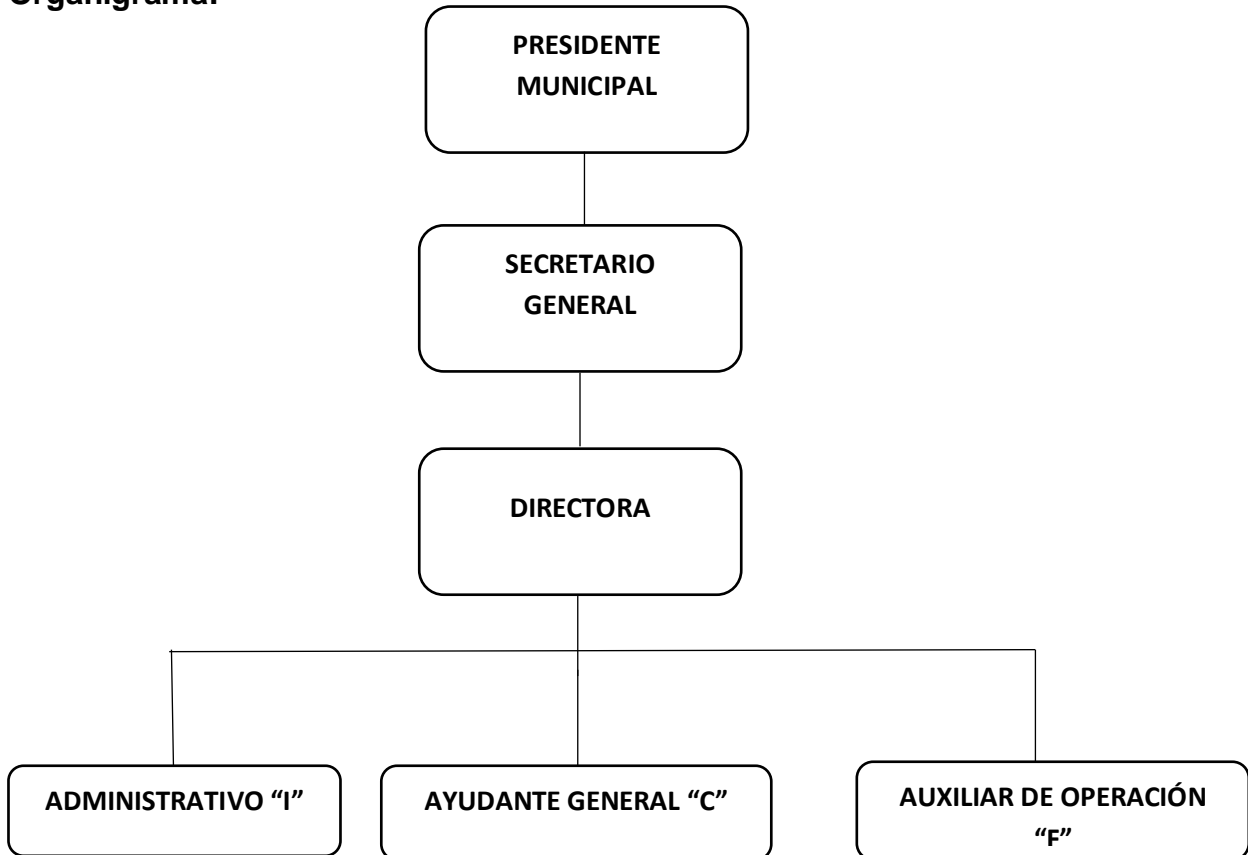 Organigrama:
PRESIDENTE
MUNICIPAL
SECRETARIO
GENERAL
DIRECTORA
ADMINISTRATIVO “I”
AYUDANTE GENERAL “C”
AUXILIAR DE OPERACIÓN
“F”